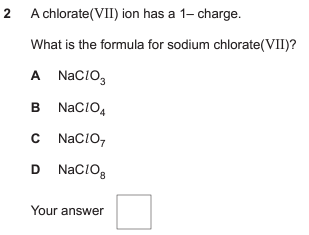 2 A chlorate(VII) ion has a 1– charge.
What is the formula for sodium chlorate(VII)?
A NaClO₃
B NaClO₄
C NaClO₇
D NaClO₈
Your answer